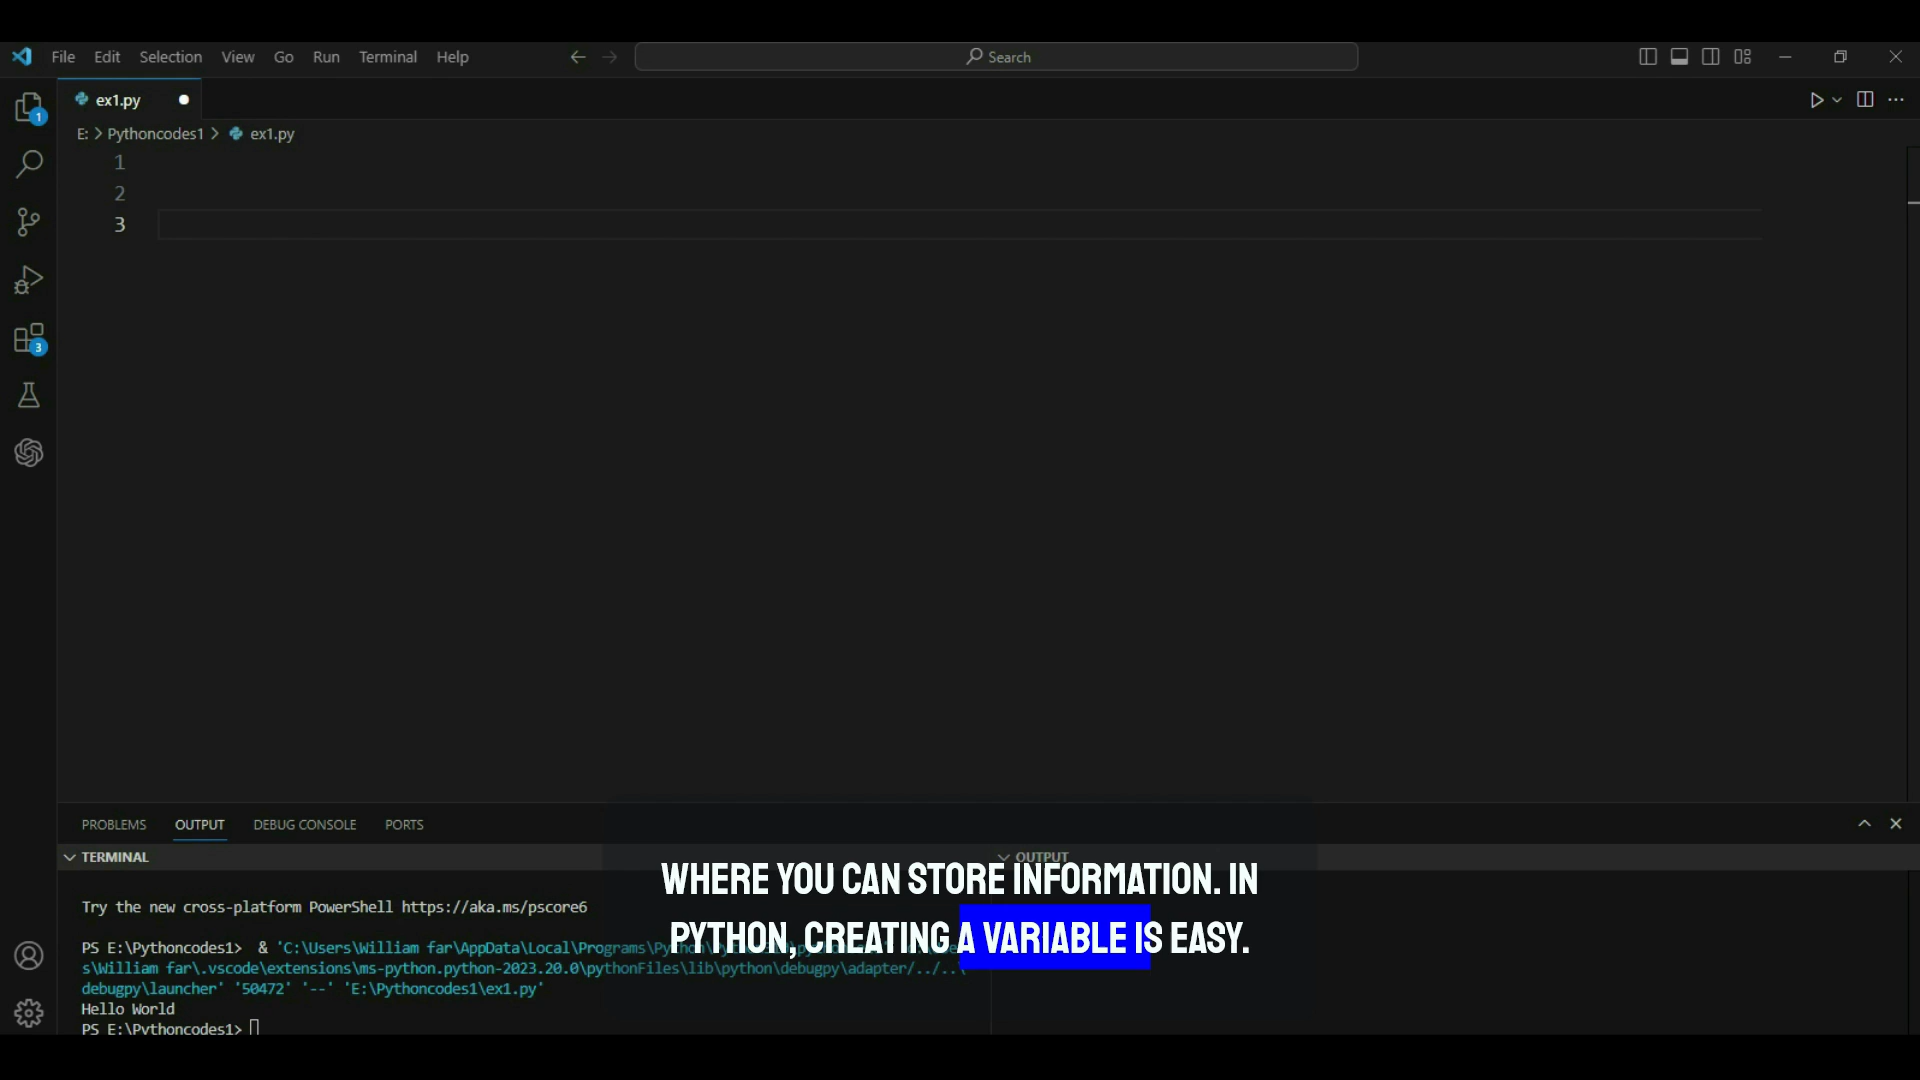 File Edit Selection View Go Run Terminal Help Search
ex1.py
1
E: > Pythoncodes1 > ex1.py
1
2
3
3
PROBLEMS OUTPUT DEBUG CONSOLE PORTS
TERMINAL
OUTPUT
Try the new cross-platform PowerShell https://aka.ms/pscore6
PS E:\Pythoncodes1> & 'C:\Users\William far\AppData\Local\Programs\Python\
s\William far\.vscode\extensions\ms-python.python-2023.20.0\pythonFiles\lib\python\debugpy\adapter/../..\
debugpy\launcher' '50472' '--' 'E:\Pythoncodes1\ex1.py'
Hello World
PS E:\Pythoncodes1>
WHERE YOU CAN STORE INFORMATION. IN
PYTHON, CREATING A VARIABLE IS EASY.